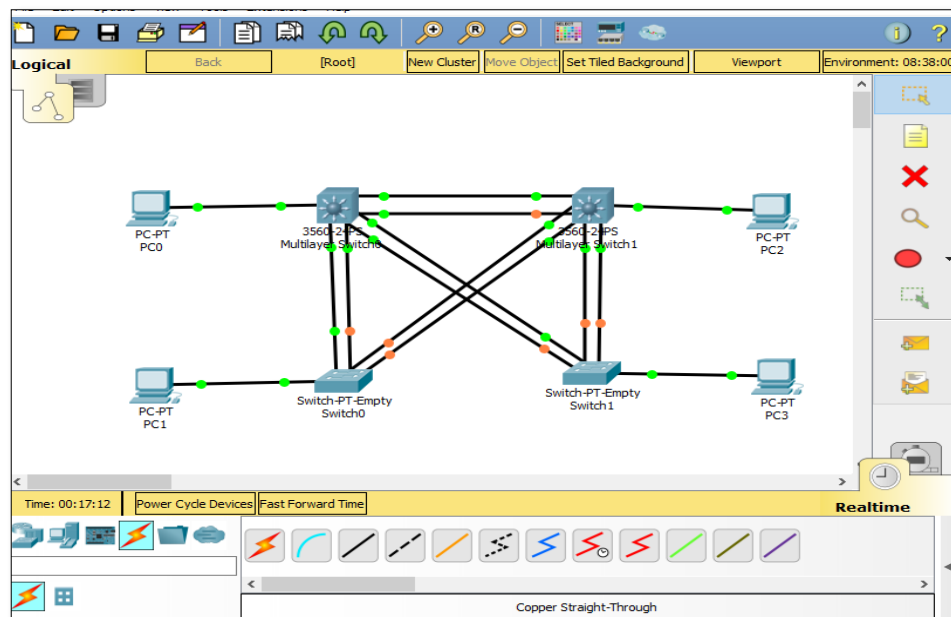 Logical
Back
[Root]
New Cluster
Move Object
Set Tiled Background
Viewport
Environment: 08:38:00
PC-PT
PC0
3560-24PS
Multilayer Switch0
3560-24PS
Multilayer Switch1
PC-PT
PC2
PC-PT
PC1
Switch-PT-Empty
Switch0
Switch-PT-Empty
Switch1
PC-PT
PC3
Time: 00:17:12
Power Cycle Devices
Fast Forward Time
Realtime
Copper Straight-Through